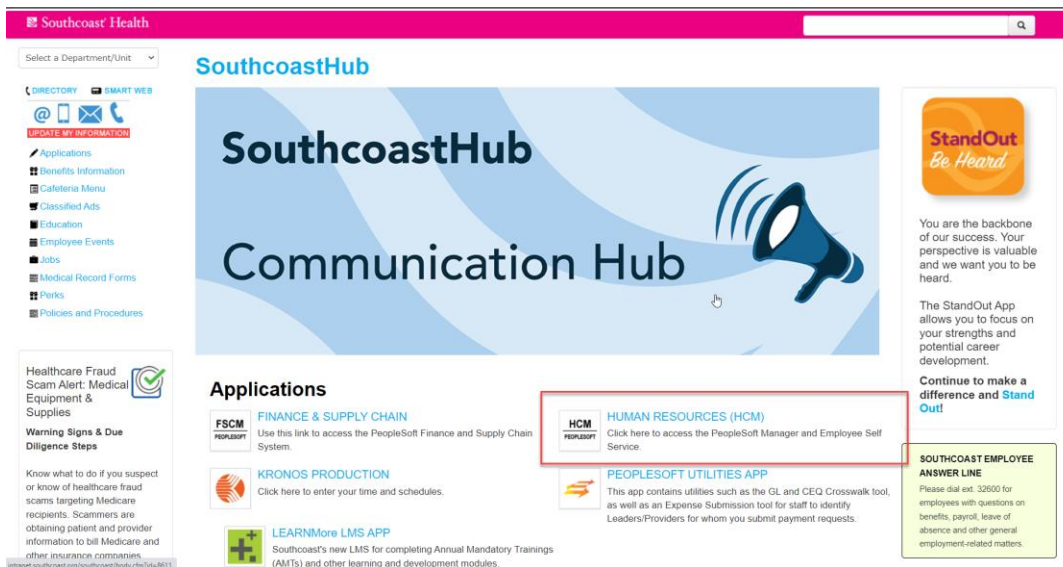 Southcoast Health
Select a Department/Unit
DIRECTORY SMART WEB
UPDATE MY INFORMATION
Applications
Benefits Information
Cafeteria Menu
Classified Ads
Education
Employee Events
Jobs
Medical Record Forms
Perks
Policies and Procedures
Healthcare Fraud
Scam Alert: Medical
Equipment &
Supplies
Warning Signs & Due
Diligence Steps
Know what to do if you suspect
or know of healthcare fraud
scams targeting Medicare
recipients. Scammers are
obtaining patient and provider
information to bill Medicare and
other insurance companies
intranet.southcoast.org/southcoast/body.cfm?id=8611
SouthcoastHub
SouthcoastHub
Communication Hub
Applications
FSCM
PEOPLESOFT
FINANCE & SUPPLY CHAIN
Use this link to access the PeopleSoft Finance and Supply Chain
System.
HCM
PEOPLESOFT
HUMAN RESOURCES (HCM)
Click here to access the PeopleSoft Manager and Employee Self
Service.
KRONOS PRODUCTION
Click here to enter your time and schedules.
PEOPLESOFT UTILITIES APP
This app contains utilities such as the GL and CEQ Crosswalk tool,
as well as an Expense Submission tool for staff to identify
Leaders/Providers for whom you submit payment requests.
LEARNMore LMS APP
Southcoast's new LMS for completing Annual Mandatory Trainings
(AMTs) and other learning and development modules.
StandOut
Be Heard
You are the backbone
of our success. Your
perspective is valuable
and we want you to be
heard.
The StandOut App
allows you to focus on
your strengths and
potential career
development.
Continue to make a
difference and Stand
Out!
SOUTHCOAST EMPLOYEE
ANSWER LINE
Please dial ext. 32600 for
employees with questions on
benefits, payroll, leave of
absence and other general
employment-related matters.